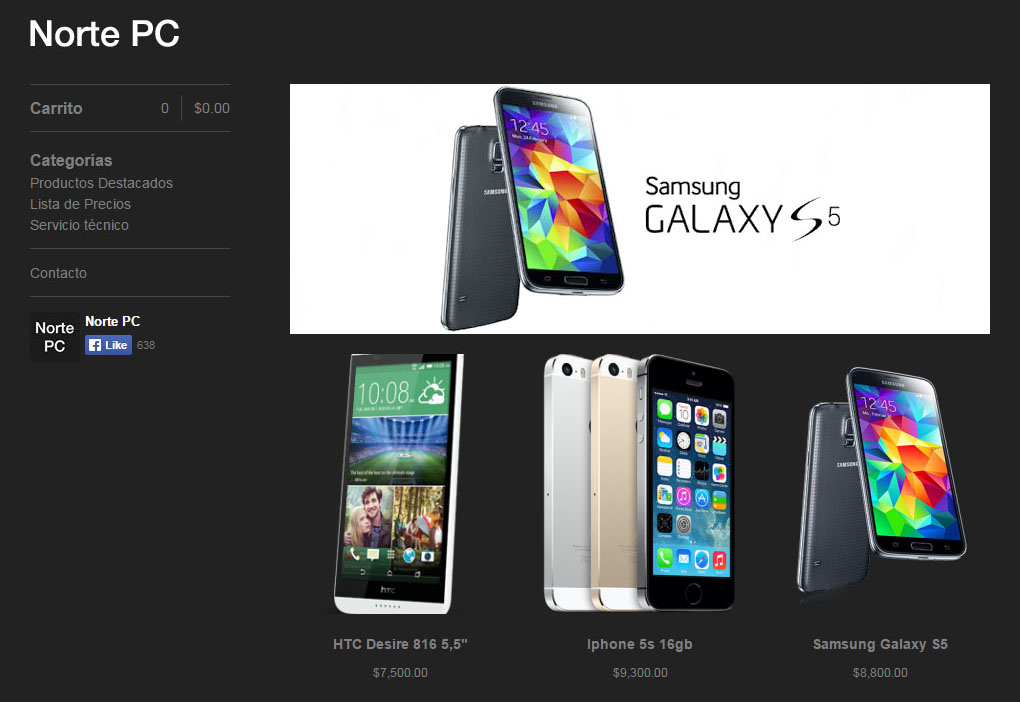 Norte PC
Carrito 0 $0.00
Categorías
Productos Destacados
Lista de Precios
Servicio técnico
Contacto
Norte PC
Norte
PC
Like 638
SAMSUNG
12:45
SAMSUNG
Samsung
GALAXY S5
10:08
hTC
SAMSUNG
12:45
SAMSUNG
HTC Desire 816 5,5"
$7,500.00
Iphone 5s 16gb
$9,300.00
Samsung Galaxy S5
$8,800.00